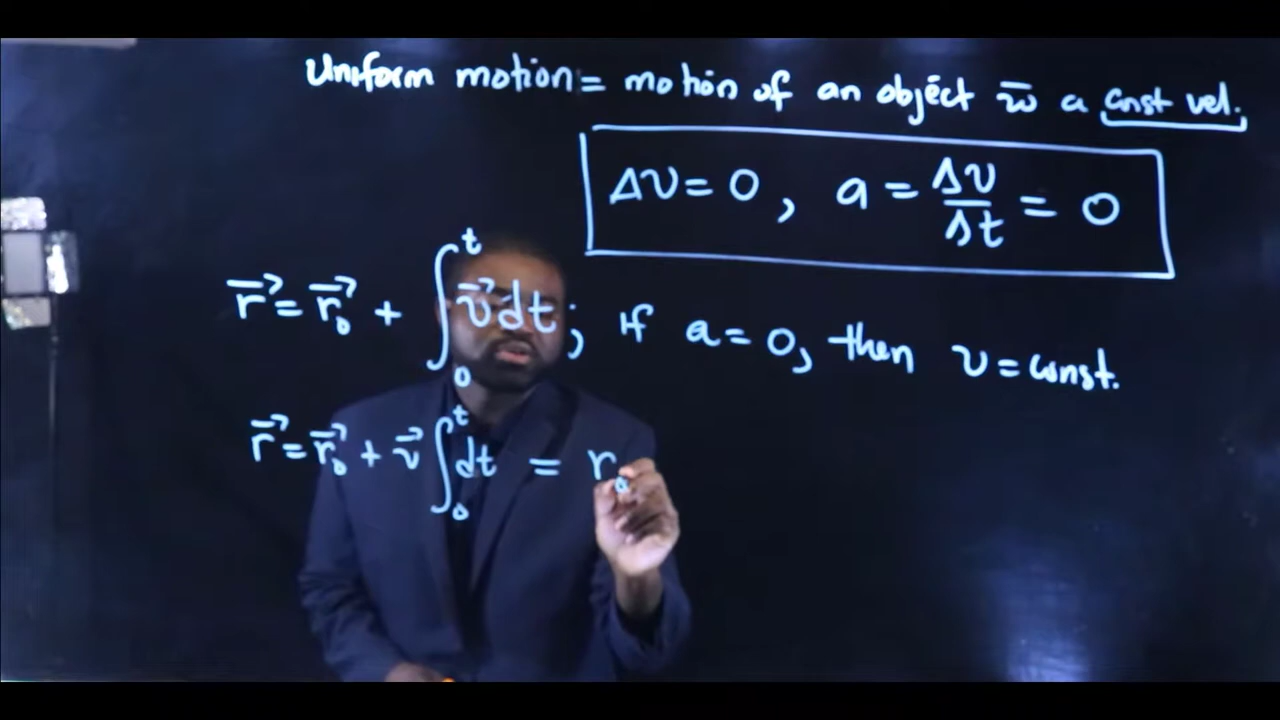 Uniform motion = motion of an object w̄ a const vel.
Δv = 0, a = Δv/Δt = 0
r⃗ = r⃗₀ + ∫₀ᵗ v⃗ dt; If a = 0, then v = const.
r⃗ = r⃗₀ + v⃗ ∫₀ᵗ dt = r₀